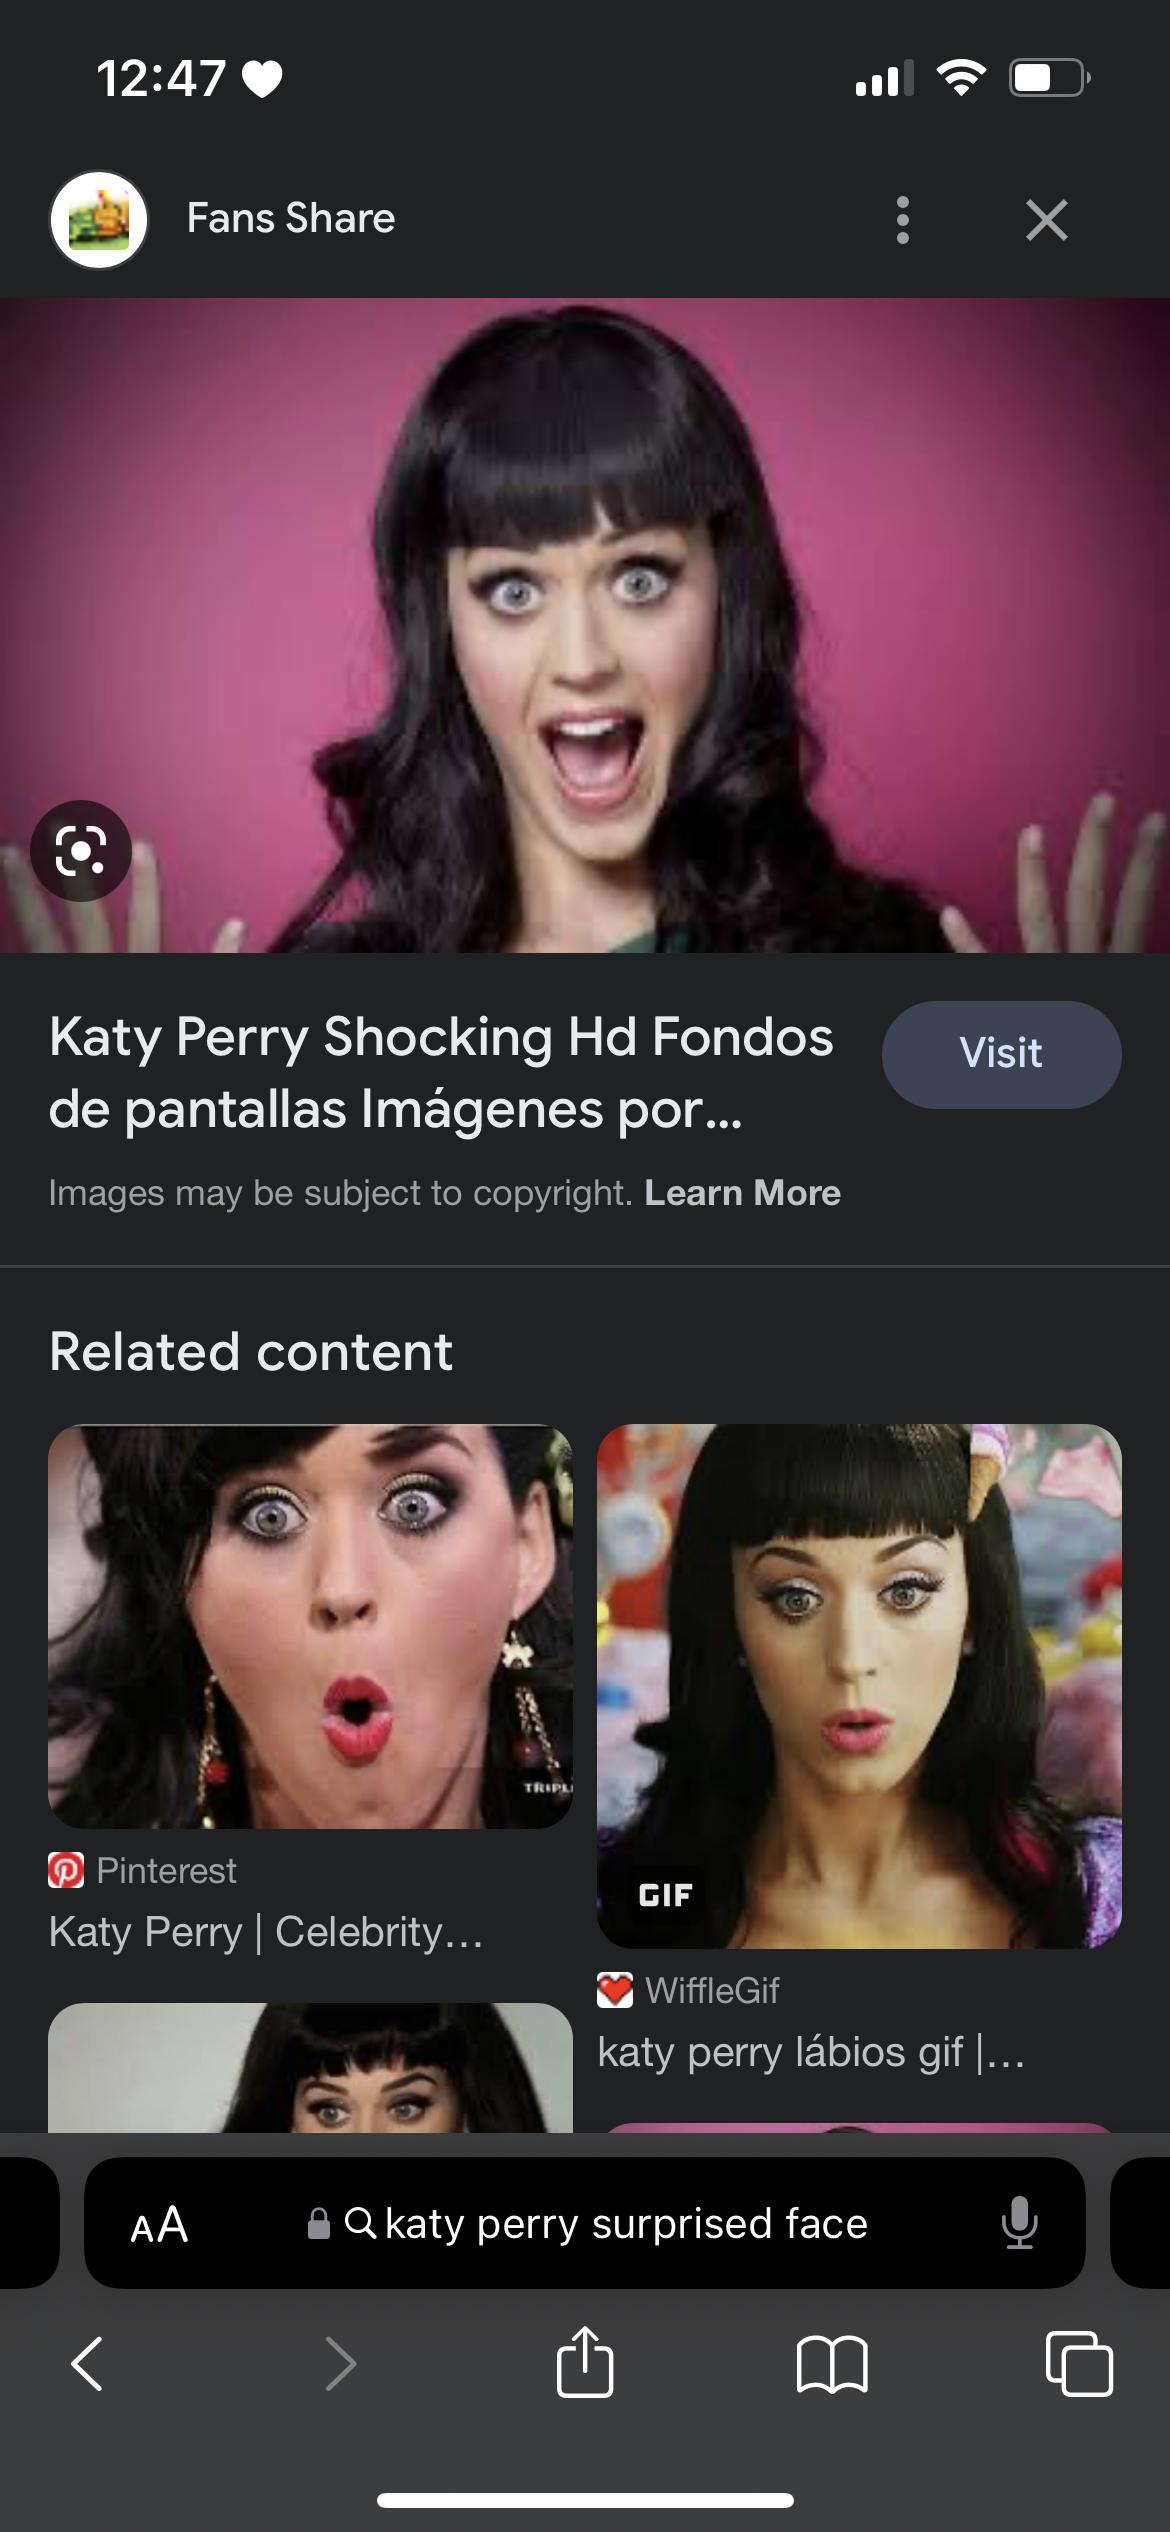 12:47
Fans Share
Katy Perry Shocking Hd Fondos
de pantallas Imágenes por...
Visit
Images may be subject to copyright. Learn More
Related content
TRIPL
GIF
Pinterest
Katy Perry | Celebrity...
WiffleGif
katy perry lábios gif |...
AA
katy perry surprised face